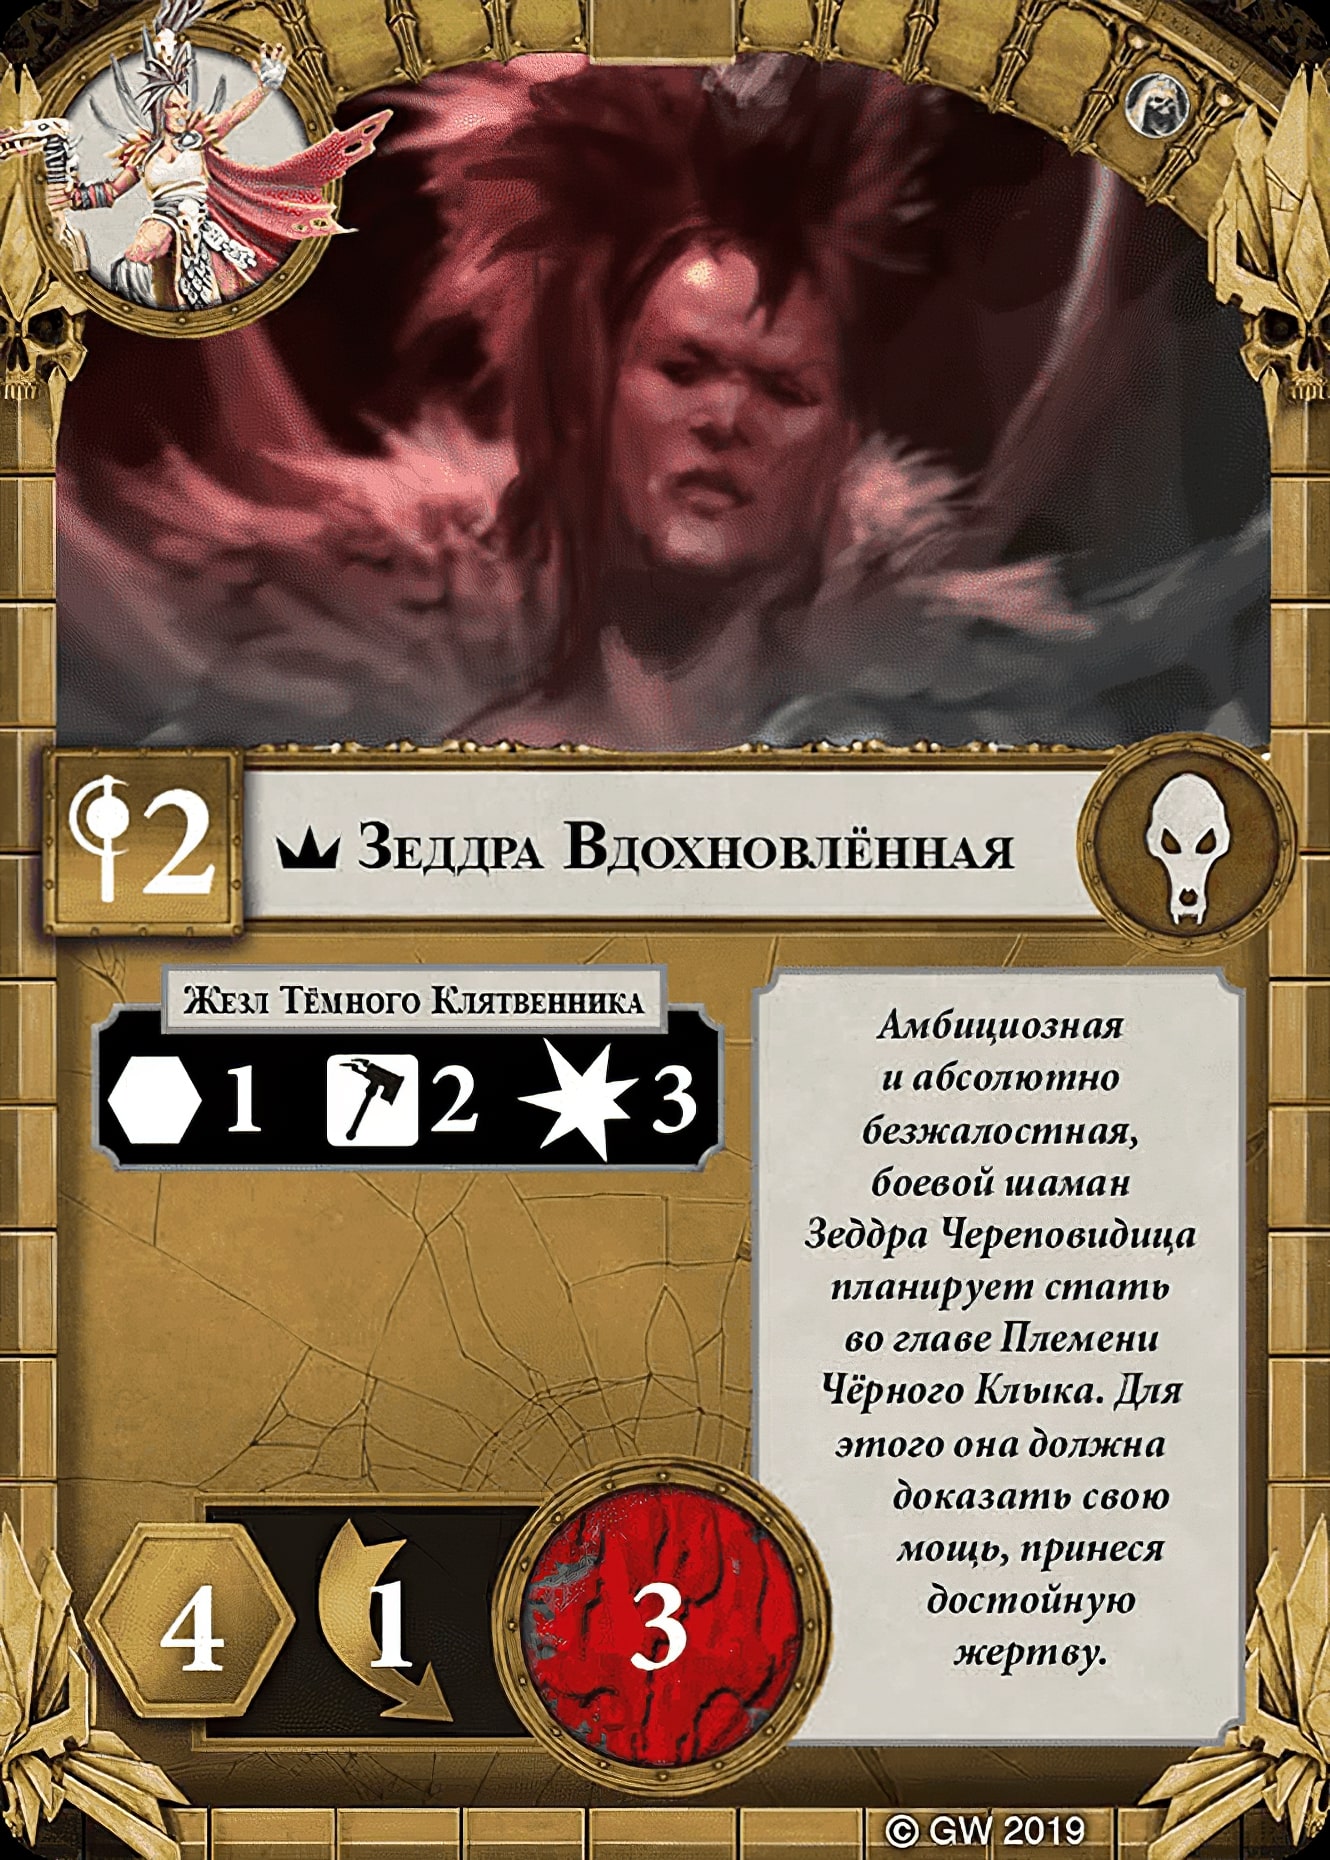 2
Зеддра Вдохновлённая
Жезл Тёмного Клятвенника
1 2 3
Амбициозная
и абсолютно
безжалостная,
боевой шаман
Зеддра Череповидица
планирует стать
во главе Племени
Чёрного Клыка. Для
этого она должна
доказать свою
мощь, принеся
достойную
жертву.
4 1 3
© GW 2019